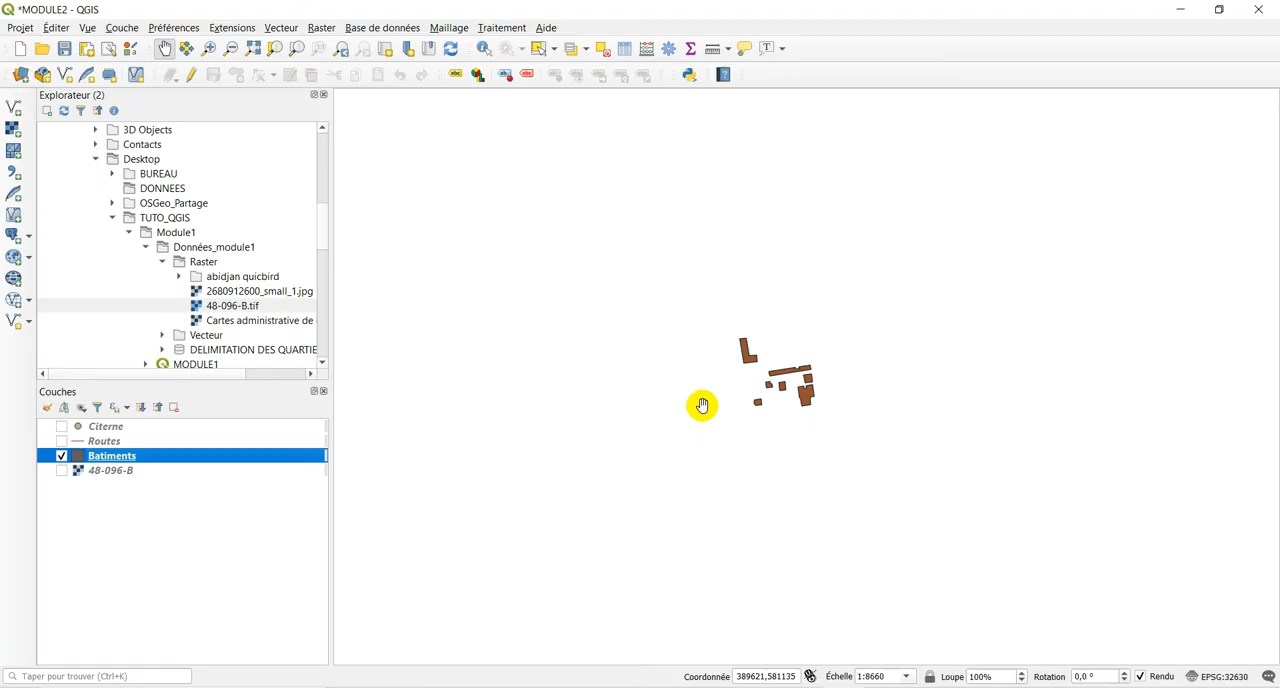 *MODULE2 - QGIS
Projet Éditer Vue Couche Préférences Extensions Vecteur Raster Base de données Maillage Traitement Aide
Explorateur (2)
3D Objects
Contacts
Desktop
BUREAU
DONNEES
OSGeo_Partage
TUTO_QGIS
Module1
Données_module1
Raster
abidjan quicbird
2680912600_small_1.jpg
48-096-B.tif
Cartes administrative de
Vecteur
DELIMITATION DES QUARTIE
MODULE1
Couches
Citerne
Routes
Batiments
48-096-B
Taper pour trouver (Ctrl+K) Coordonnée 389621,581135 Échelle 1:8660 Loupe 100% Rotation 0,0 ° Rendu EPSG:32630